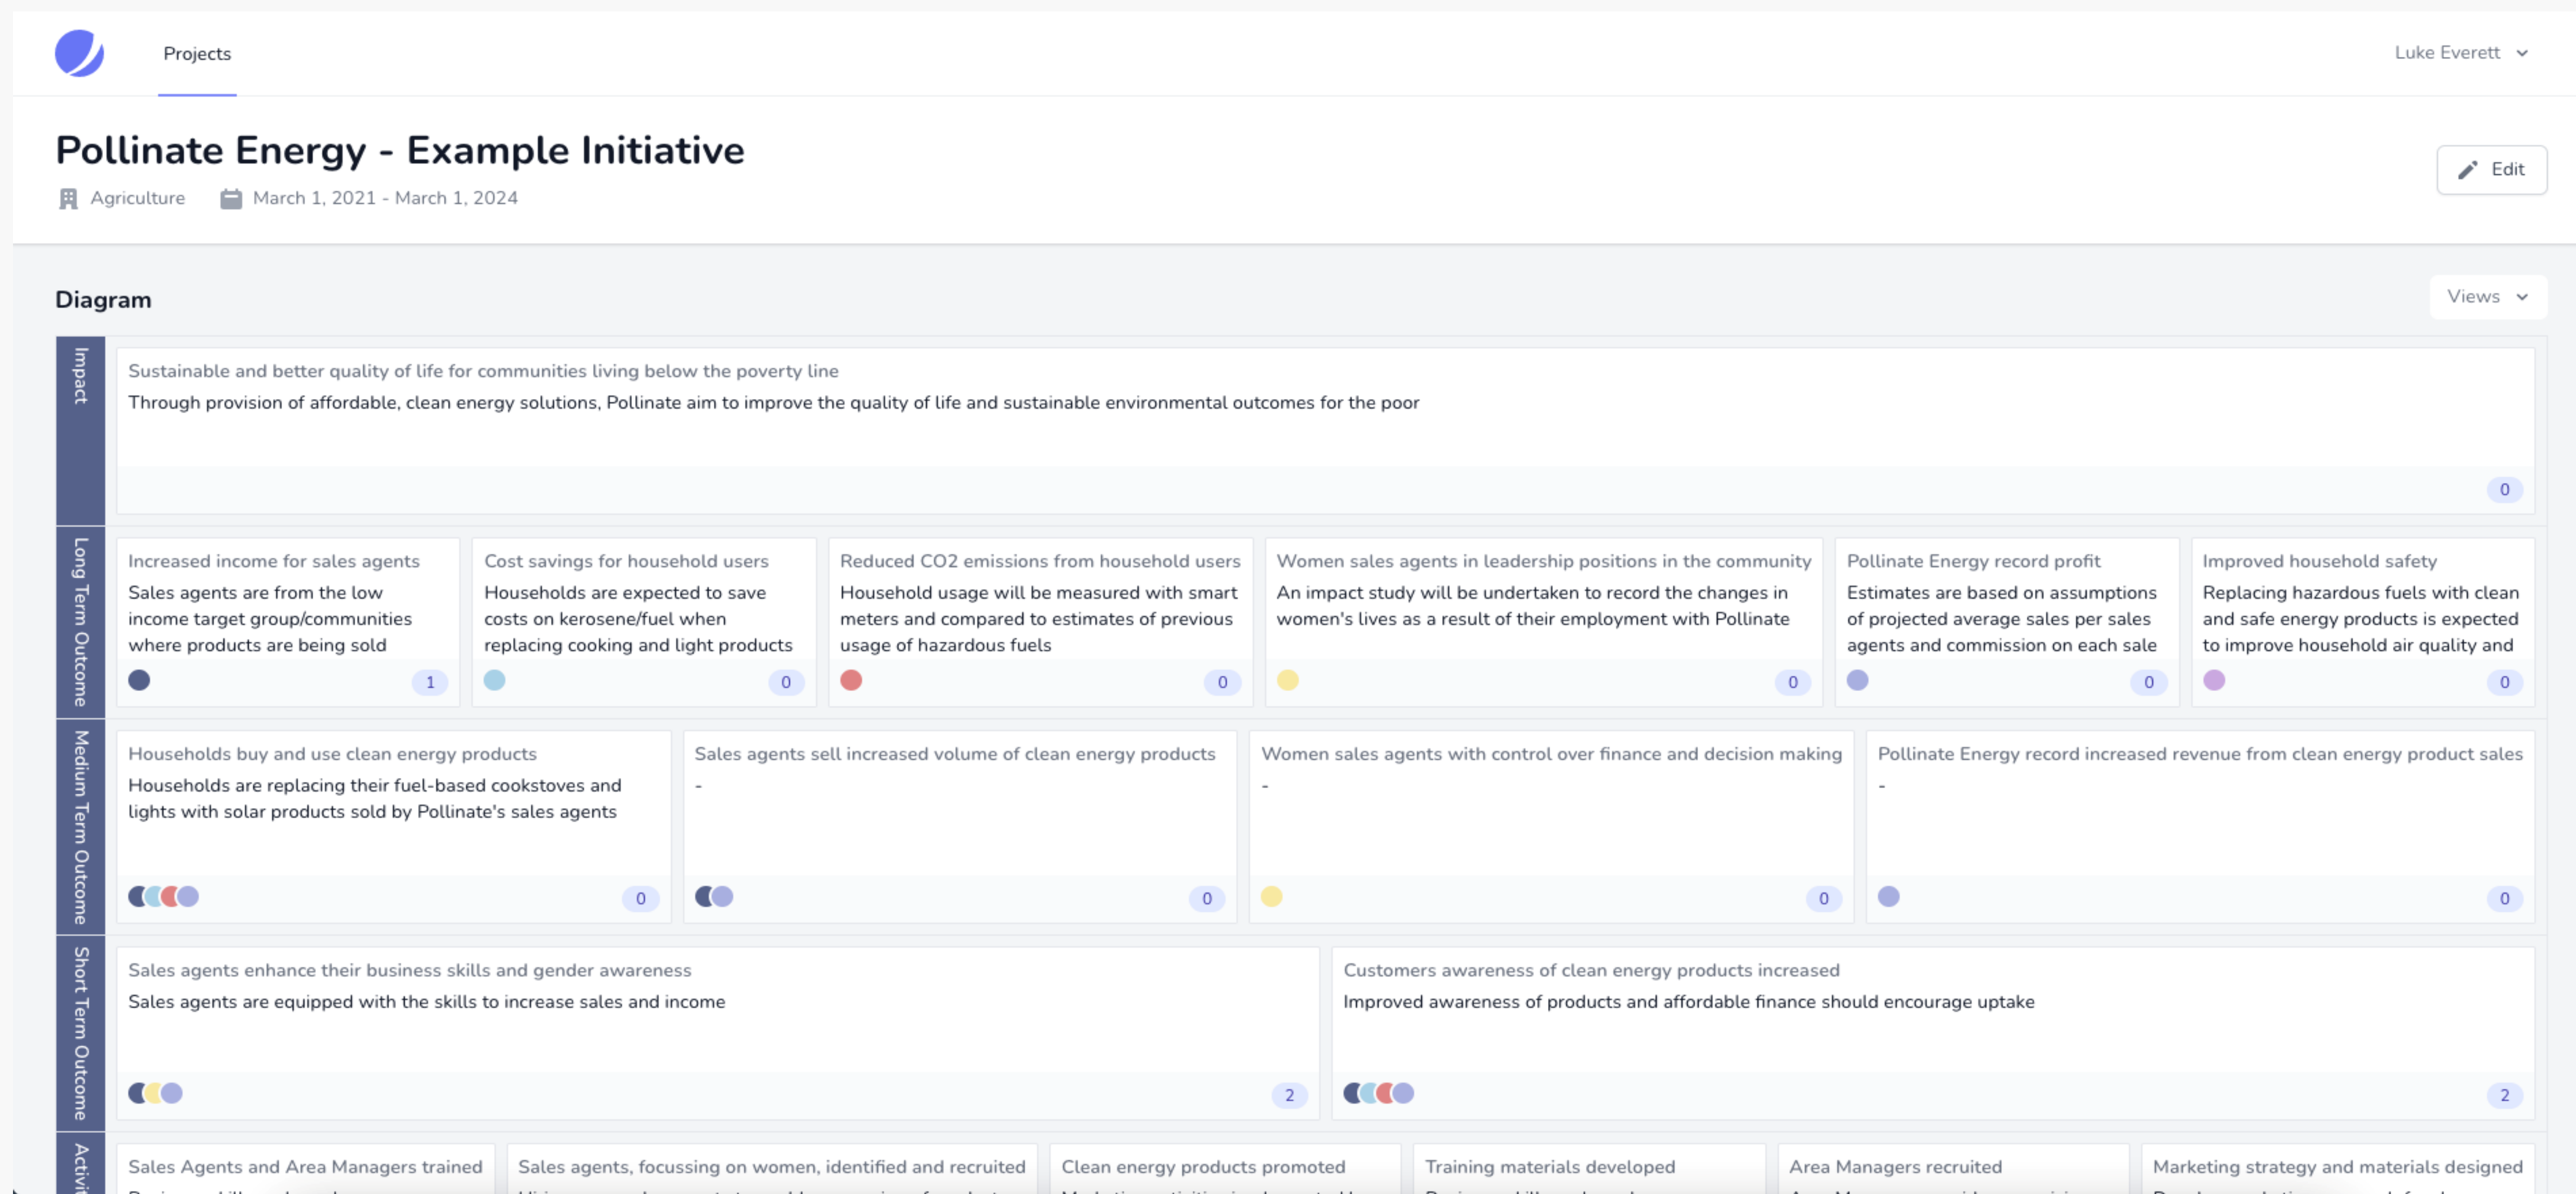 Projects
Luke Everett
Pollinate Energy - Example Initiative
Agriculture
March 1, 2021 - March 1, 2024
Edit
Diagram
Views
Impact
Sustainable and better quality of life for communities living below the poverty line
Through provision of affordable, clean energy solutions, Pollinate aim to improve the quality of life and sustainable environmental outcomes for the poor
0
Long Term Outcome
Increased income for sales agents
Sales agents are from the low
income target group/communities
where products are being sold
1
Cost savings for household users
Households are expected to save
costs on kerosene/fuel when
replacing cooking and light products
0
Reduced CO2 emissions from household users
Household usage will be measured with smart
meters and compared to estimates of previous
usage of hazardous fuels
0
Women sales agents in leadership positions in the community
An impact study will be undertaken to record the changes in
women's lives as a result of their employment with Pollinate
0
Pollinate Energy record profit
Estimates are based on assumptions
of projected average sales per sales
agents and commission on each sale
0
Improved household safety
Replacing hazardous fuels with clean
and safe energy products is expected
to improve household air quality and
0
Medium Term Outcome
Households buy and use clean energy products
Households are replacing their fuel-based cookstoves and
lights with solar products sold by Pollinate's sales agents
0
Sales agents sell increased volume of clean energy products
-
0
Women sales agents with control over finance and decision making
-
0
Pollinate Energy record increased revenue from clean energy product sales
-
0
Short Term Outcome
Sales agents enhance their business skills and gender awareness
Sales agents are equipped with the skills to increase sales and income
2
Customers awareness of clean energy products increased
Improved awareness of products and affordable finance should encourage uptake
2
Activit
Sales Agents and Area Managers trained
Sales agents, focussing on women, identified and recruited
Clean energy products promoted
Training materials developed
Area Managers recruited
Marketing strategy and materials designed